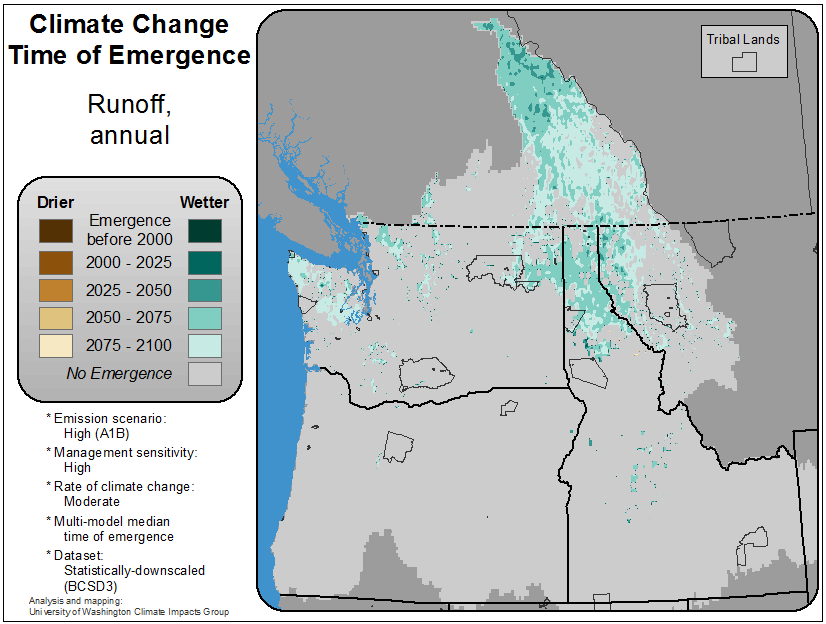 Climate Change
Time of Emergence
Runoff,
annual
Drier
Wetter
Emergence
before 2000
2000 - 2025
2025 - 2050
2050 - 2075
2075 - 2100
No Emergence
* Emission scenario:
High (A1B)
* Management sensitivity:
High
* Rate of climate change:
Moderate
* Multi-model median
time of emergence
* Dataset:
Statistically-downscaled
(BCSD3)
Analysis and mapping:
University of Washington Climate Impacts Group
Tribal Lands